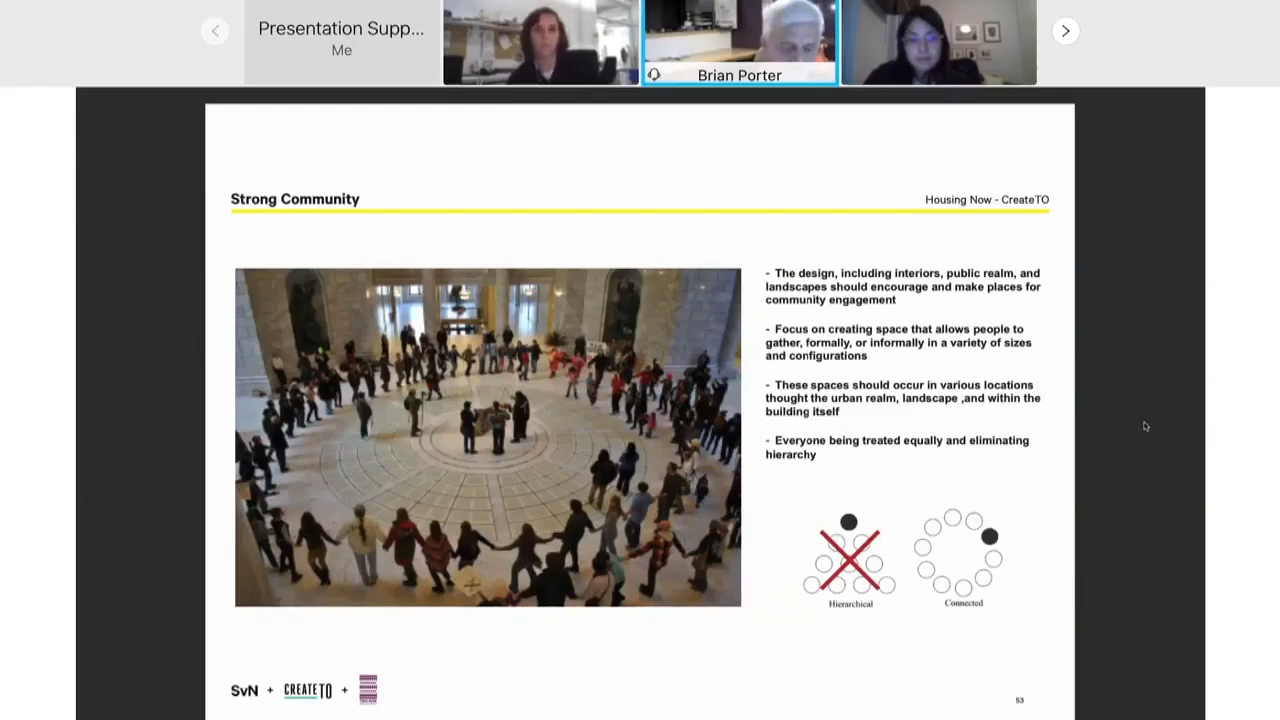 Presentation Supp...
Me
Brian Porter
Strong Community
Housing Now - CreateTO
- The design, including interiors, public realm, and
landscapes should encourage and make places for
community engagement
- Focus on creating space that allows people to
gather, formally, or informally in a variety of sizes
and configurations
- These spaces should occur in various locations
thought the urban realm, landscape ,and within the
building itself
- Everyone being treated equally and eliminating
hierarchy
Hierarchical
Connected
SvN + CREATE TO +
53